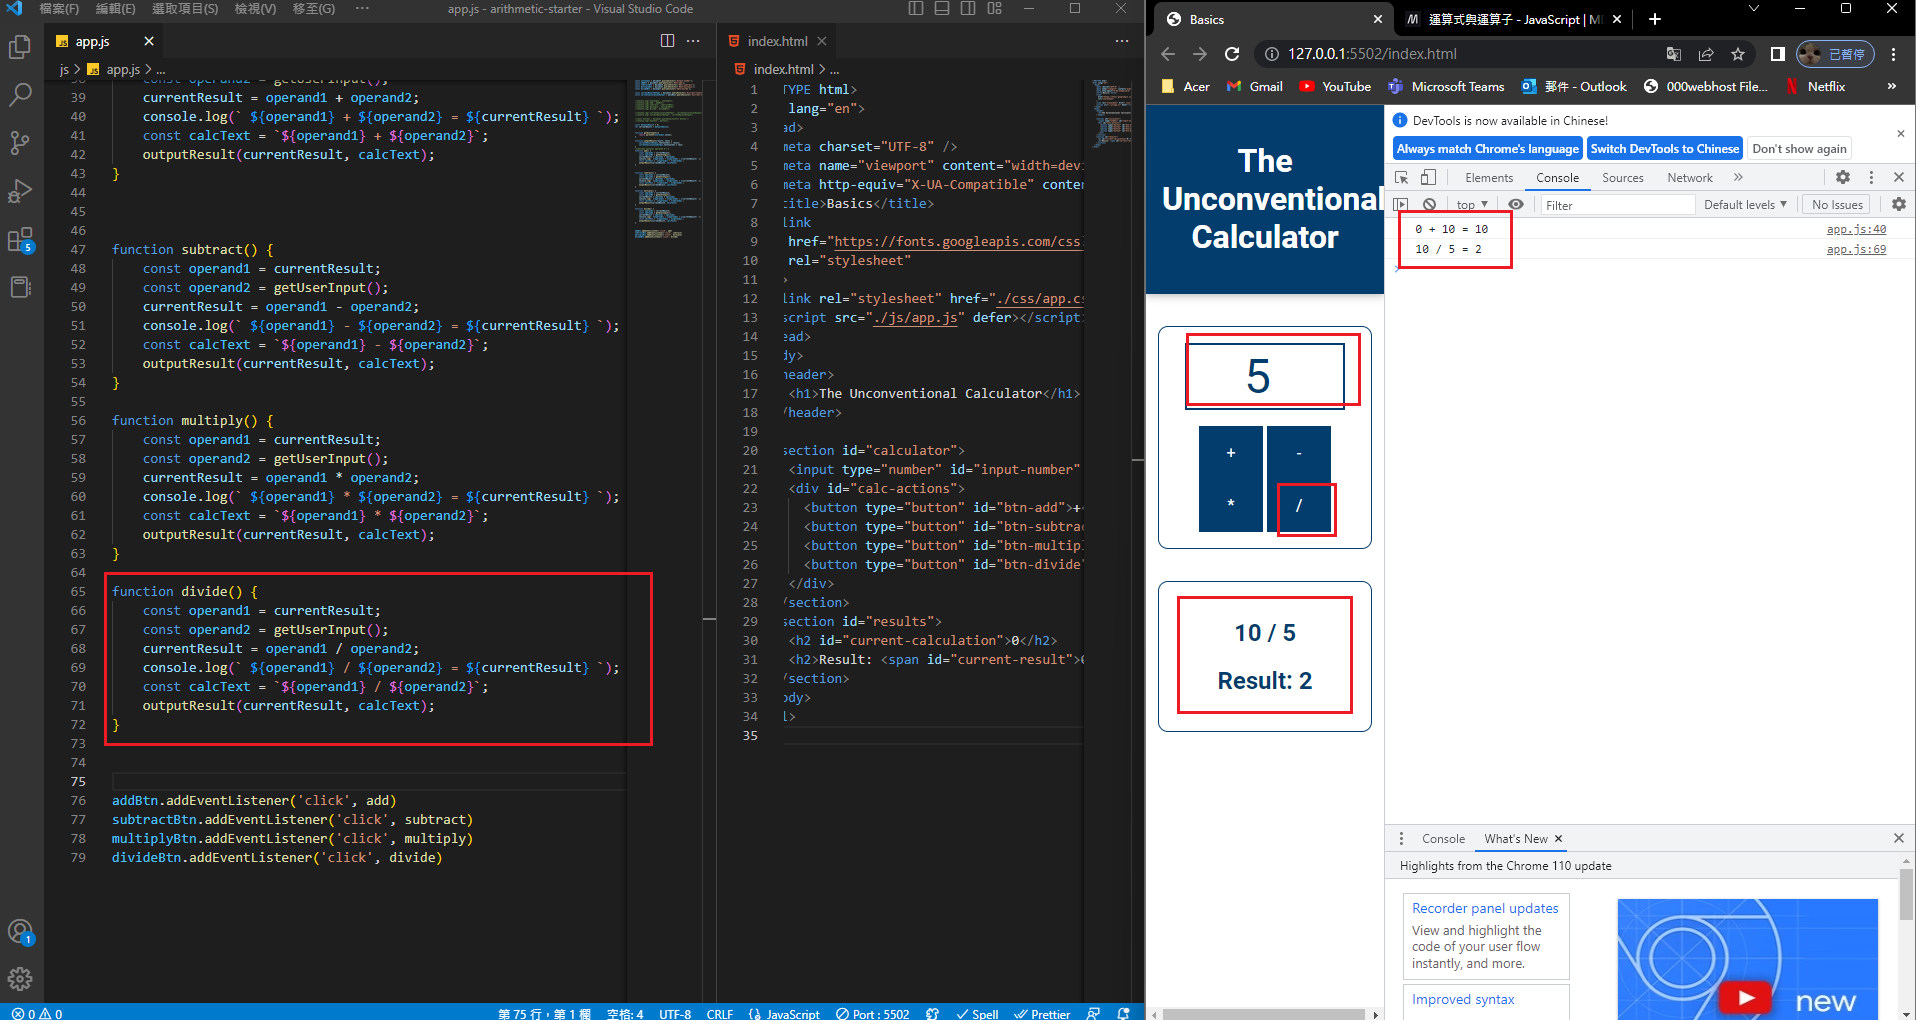 檔案(F) 編輯(E) 選取項目(S) 檢視(V) 移至(G) ··· app.js - arithmetic-starter - Visual Studio Code
JS app.js ×
js > JS app.js > ...
38 const operand2 = getUserInput();
39 currentResult = operand1 + operand2;
40 console.log(` ${operand1} + ${operand2} = ${currentResult} `);
41 const calcText = `${operand1} + ${operand2}`;
42 outputResult(currentResult, calcText);
43 }
44
45
46
47 function subtract() {
48 const operand1 = currentResult;
49 const operand2 = getUserInput();
50 currentResult = operand1 - operand2;
51 console.log(` ${operand1} - ${operand2} = ${currentResult} `);
52 const calcText = `${operand1} - ${operand2}`;
53 outputResult(currentResult, calcText);
54 }
55
56 function multiply() {
57 const operand1 = currentResult;
58 const operand2 = getUserInput();
59 currentResult = operand1 * operand2;
60 console.log(` ${operand1} * ${operand2} = ${currentResult} `);
61 const calcText = `${operand1} * ${operand2}`;
62 outputResult(currentResult, calcText);
63 }
64
65 function divide() {
66 const operand1 = currentResult;
67 const operand2 = getUserInput();
68 currentResult = operand1 / operand2;
69 console.log(` ${operand1} / ${operand2} = ${currentResult} `);
70 const calcText = `${operand1} / ${operand2}`;
71 outputResult(currentResult, calcText);
72 }
73
74
75
76 addBtn.addEventListener('click', add)
77 subtractBtn.addEventListener('click', subtract)
78 multiplyBtn.addEventListener('click', multiply)
79 divideBtn.addEventListener('click', divide)
5
1
index.html ×
index.html > ...
1 TYPE html>
2 lang="en">
3 ad>
4 meta charset="UTF-8" />
5 meta name="viewport" content="width=devi
6 meta http-equiv="X-UA-Compatible" conten
7 title>Basics</title>
8 link
9 href="https://fonts.googleapis.com/css?
10 rel="stylesheet"
11 >
12 link rel="stylesheet" href="./css/app.cs
13 script src="./js/app.js" defer></script>
14 ead>
15 dy>
16 header>
17 <h1>The Unconventional Calculator</h1>
18 /header>
19
20 section id="calculator">
21 <input type="number" id="input-number"
22 <div id="calc-actions">
23 <button type="button" id="btn-add">+<
24 <button type="button" id="btn-subtrac
25 <button type="button" id="btn-multipl
26 <button type="button" id="btn-divide"
27 </div>
28 /section>
29 section id="results">
30 <h2 id="current-calculation">0</h2>
31 <h2>Result: <span id="current-result">0
32 /section>
33 ody>
34 l>
35
0 0 第 75 行，第 1 欄 空格: 4 UTF-8 CRLF {} JavaScript Port : 5502 Spell Prettier
Basics × 運算式與運算子 - JavaScript | M × +
127.0.0.1:5502/index.html 已暫停
Acer Gmail YouTube Microsoft Teams 郵件 - Outlook 000webhost File... Netflix »
The
Unconventional
Calculator
5
+ -
* /
10 / 5
Result: 2
DevTools is now available in Chinese!
Always match Chrome's language Switch DevTools to Chinese Don't show again
Elements Console Sources Network »
top ▼ Filter Default levels ▼ No Issues
0 + 10 = 10 app.js:40
10 / 5 = 2 app.js:69
Console What's New ×
Highlights from the Chrome 110 update
Recorder panel updates
View and highlight the
code of your user flow
instantly, and more.
Improved syntax
new